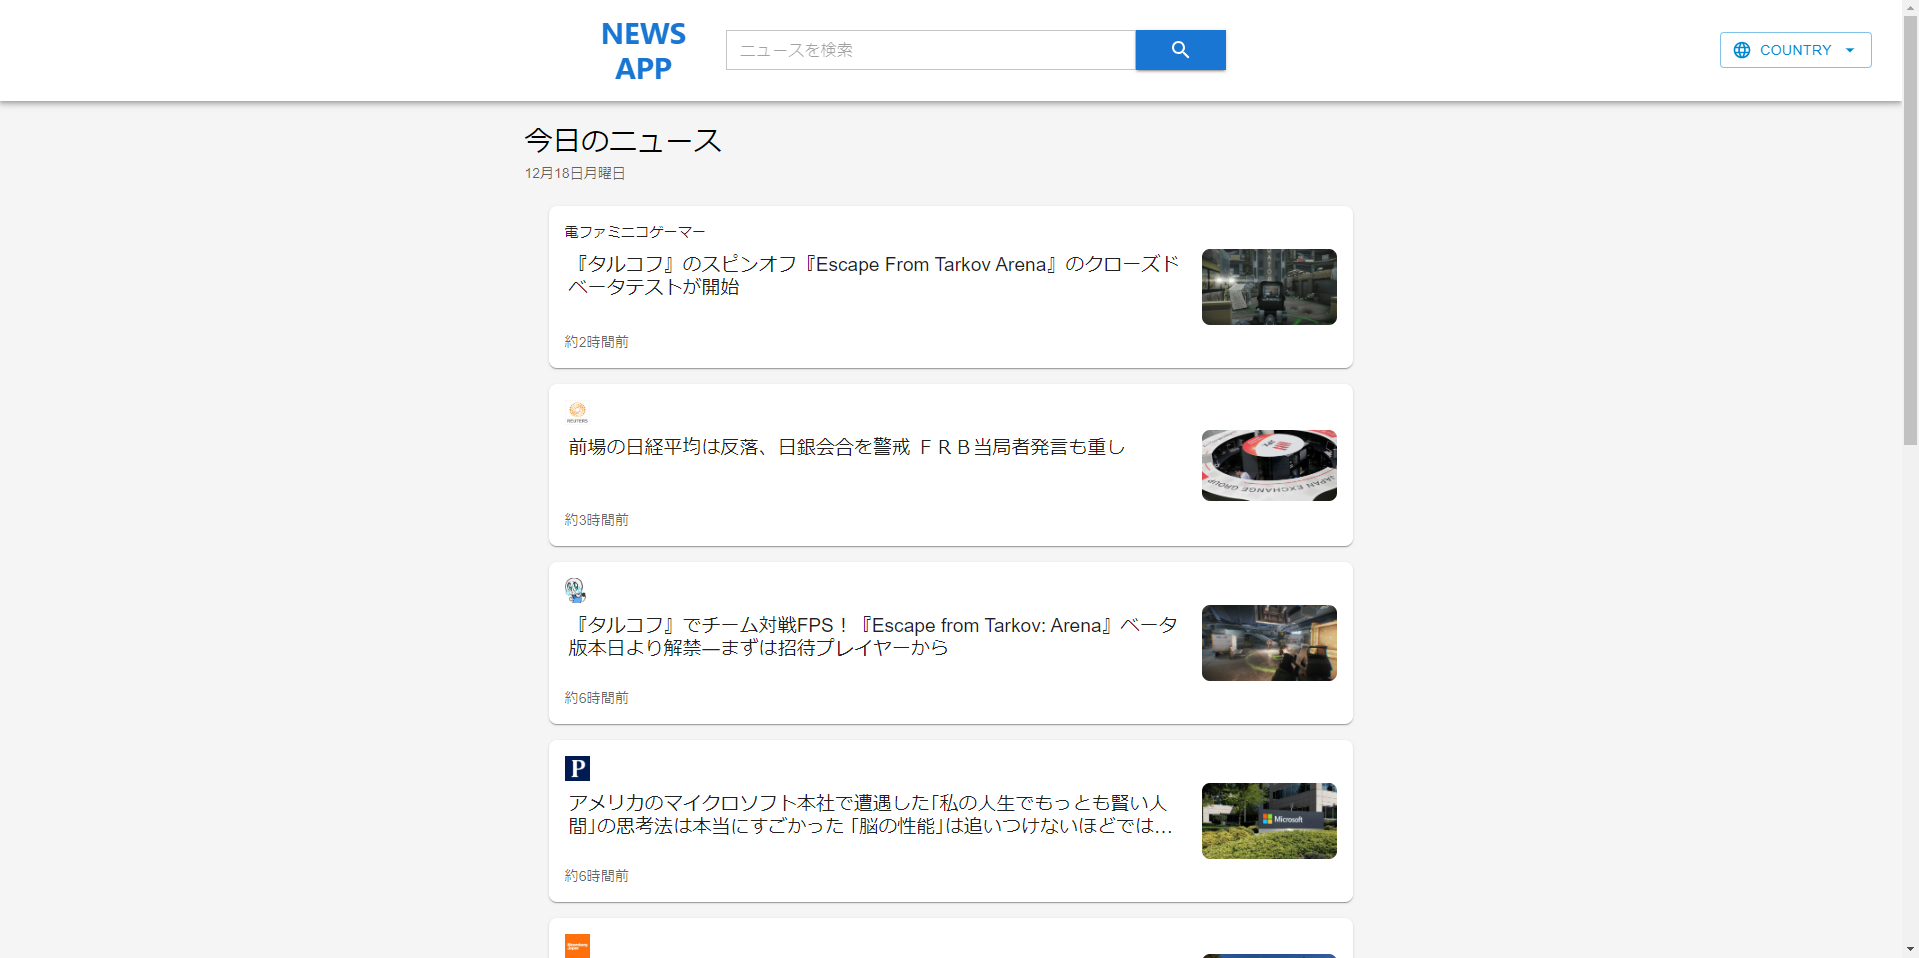 NEWS
APP
ニュースを検索
COUNTRY
今日のニュース
12月18日月曜日
電ファミニコゲーマー
『タルコフ』のスピンオフ『Escape From Tarkov Arena』のクローズド
ベータテストが開始
約2時間前
REUTERS
前場の日経平均は反落、日銀会合を警戒 ＦＲＢ当局者発言も重し
JAPAN EXCHANGE GROUP
約3時間前
『タルコフ』でチーム対戦FPS！『Escape from Tarkov: Arena』ベータ
版本日より解禁―まずは招待プレイヤーから
約6時間前
P
アメリカのマイクロソフト本社で遭遇した｢私の人生でもっとも賢い人
間｣の思考法は本当にすごかった ｢脳の性能｣は追いつけないほどでは…
Microsoft
約6時間前